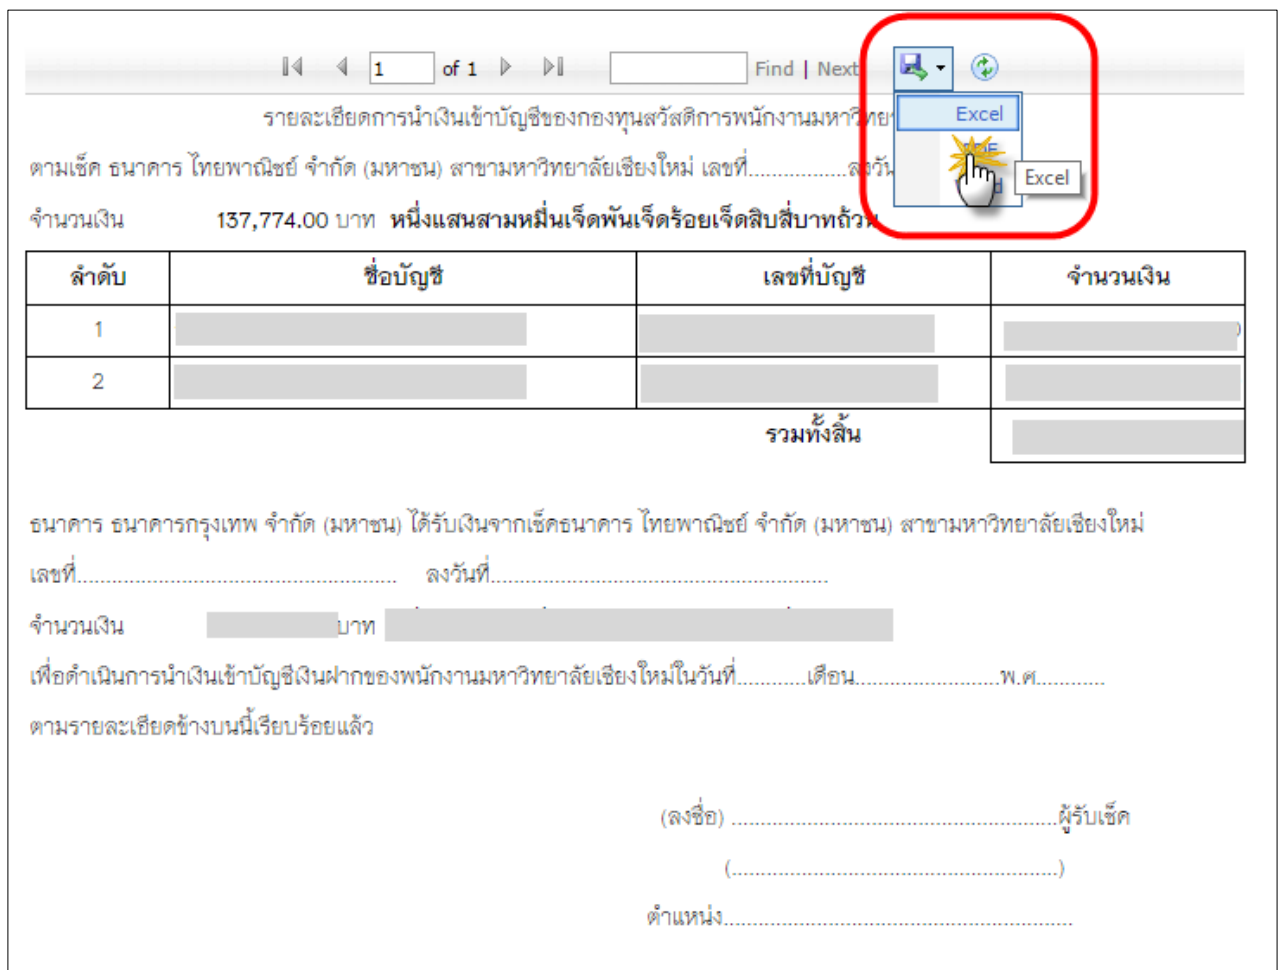 1 of 1 Find | Next
Excel
Excel
รายละเอียดการนำเงินเข้าบัญชีของกองทุนสวัสดิการพนักงานมหาวิทย
ตามเช็ค ธนาคาร ไทยพาณิชย์ จำกัด (มหาชน) สาขามหาวิทยาลัยเชียงใหม่ เลขที่.................ลงวัน
จำนวนเงิน 137,774.00 บาท หนึ่งแสนสามหมื่นเจ็ดพันเจ็ดร้อยเจ็ดสิบสี่บาทถ้วน
ลำดับ ชื่อบัญชี เลขที่บัญชี จำนวนเงิน
1
2
รวมทั้งสิ้น
ธนาคาร ธนาคารกรุงเทพ จำกัด (มหาชน) ได้รับเงินจากเช็คธนาคาร ไทยพาณิชย์ จำกัด (มหาชน) สาขามหาวิทยาลัยเชียงใหม่
เลขที่....................................................... ลงวันที่..........................................................
จำนวนเงิน บาท
เพื่อดำเนินการนำเงินเข้าบัญชีเงินฝากของพนักงานมหาวิทยาลัยเชียงใหม่ในวันที่............เดือน.........................พ.ศ............
ตามรายละเอียดข้างบนนี้เรียบร้อยแล้ว
(ลงชื่อ) ........................................................ผู้รับเช็ค
(........................................................)
ตำแหน่ง............................................................